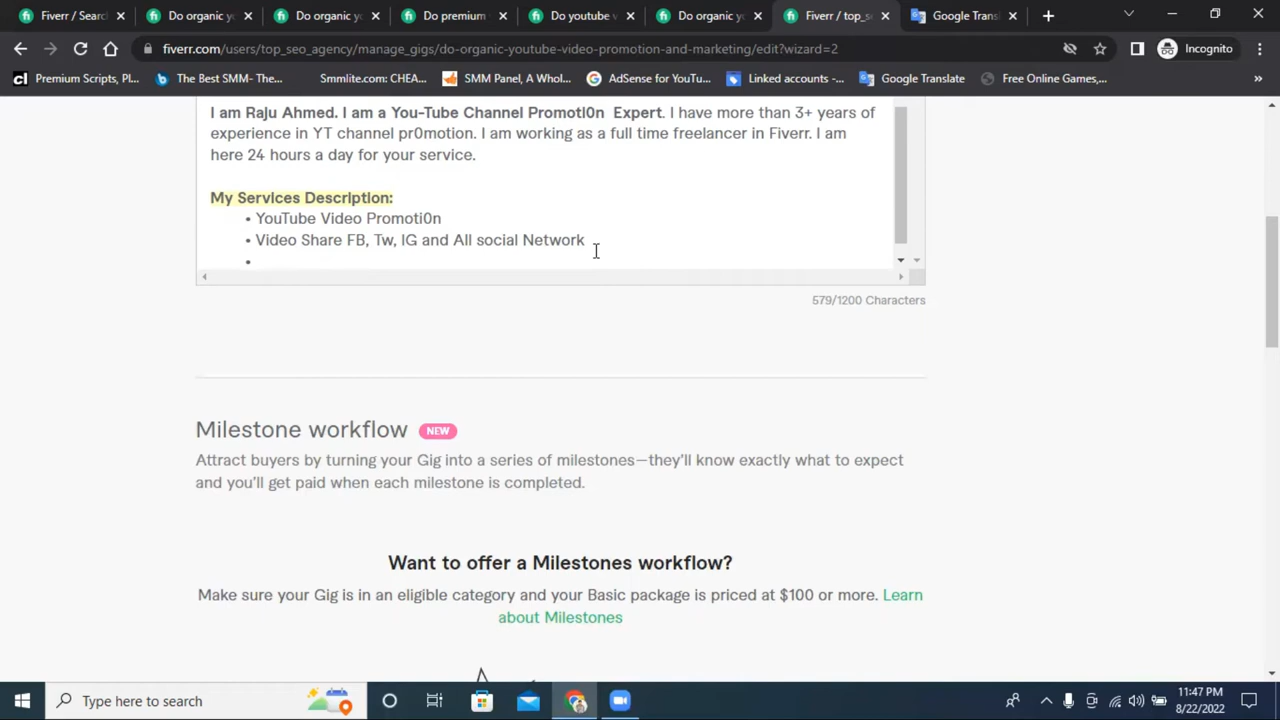 Fiverr / Searc
Do organic yo
Do organic yo
Do premium
Do youtube v
Do organic yo
Fiverr / top_se
Google Transl
fiverr.com/users/top_seo_agency/manage_gigs/do-organic-youtube-video-promotion-and-marketing/edit?wizard=2
Incognito
Premium Scripts, Pl...
The Best SMM- The...
Smmlite.com: CHEA...
SMM Panel, A Whol...
AdSense for YouTu...
Linked accounts -...
Google Translate
Free Online Games,...
»
I am Raju Ahmed. I am a You-Tube Channel Promoti0n Expert. I have more than 3+ years of
experience in YT channel pr0motion. I am working as a full time freelancer in Fiverr. I am
here 24 hours a day for your service.
My Services Description:
• YouTube Video Promoti0n
• Video Share FB, Tw, IG and All social Network
•
579/1200 Characters
Milestone workflow NEW
Attract buyers by turning your Gig into a series of milestones—they'll know exactly what to expect
and you'll get paid when each milestone is completed.
Want to offer a Milestones workflow?
Make sure your Gig is in an eligible category and your Basic package is priced at $100 or more. Learn
about Milestones
Type here to search
11:47 PM
8/22/2022